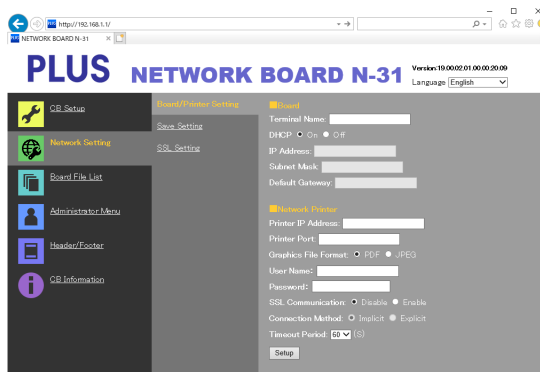 http://192.168.1.1/
NETWORK BOARD N-31
PLUS NETWORK BOARD N-31
Version:19.00.02.01.00.00.20.09
Language English
CB Setup
Network Setting
Board File List
Administrator Menu
Header/Footer
CB Information
Board/Printer Setting
Save Setting
SSL Setting
Board
Terminal Name:
DHCP On Off
IP Address:
Subnet Mask:
Default Gateway:
Network Printer
Printer IP Address:
Printer Port:
Graphics File Format: PDF JPEG
User Name:
Password:
SSL Communication: Disable Enable
Connection Method: Implicit Explicit
Timeout Period: 60 (S)
Setup